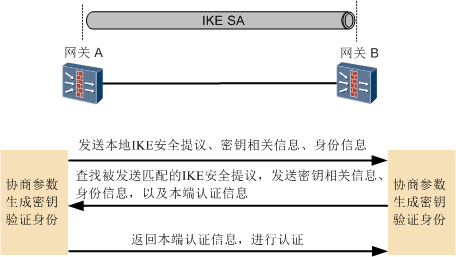 IKE SA
网关 A
网关 B
发送本地IKE安全提议、密钥相关信息、身份信息
查找被发送匹配的IKE安全提议，发送密钥相关信息、
身份信息，以及本端认证信息
返回本端认证信息，进行认证
协商参数
生成密钥
验证身份
协商参数
生成密钥
验证身份